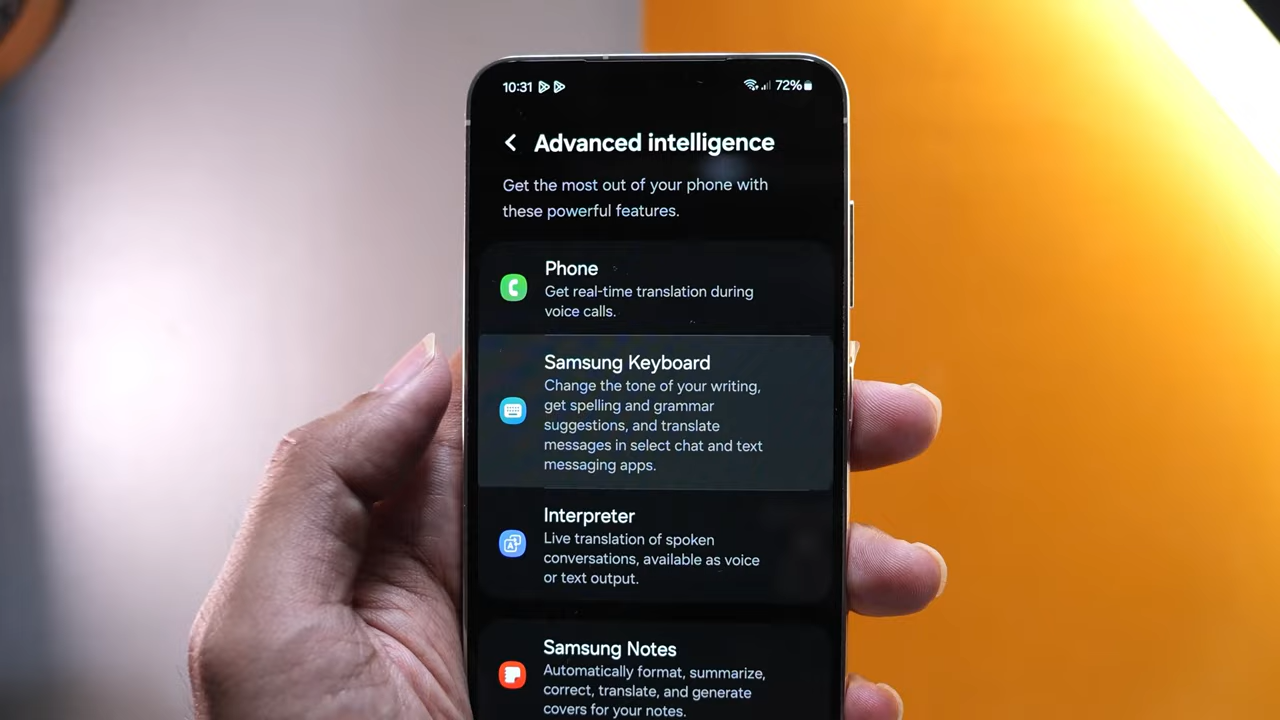 10:31
72%
Advanced intelligence
Get the most out of your phone with
these powerful features.
Phone
Get real-time translation during
voice calls.
Samsung Keyboard
Change the tone of your writing,
get spelling and grammar
suggestions, and translate
messages in select chat and text
messaging apps.
Interpreter
Live translation of spoken
conversations, available as voice
or text output.
Samsung Notes
Automatically format, summarize,
correct, translate, and generate
covers for your notes.